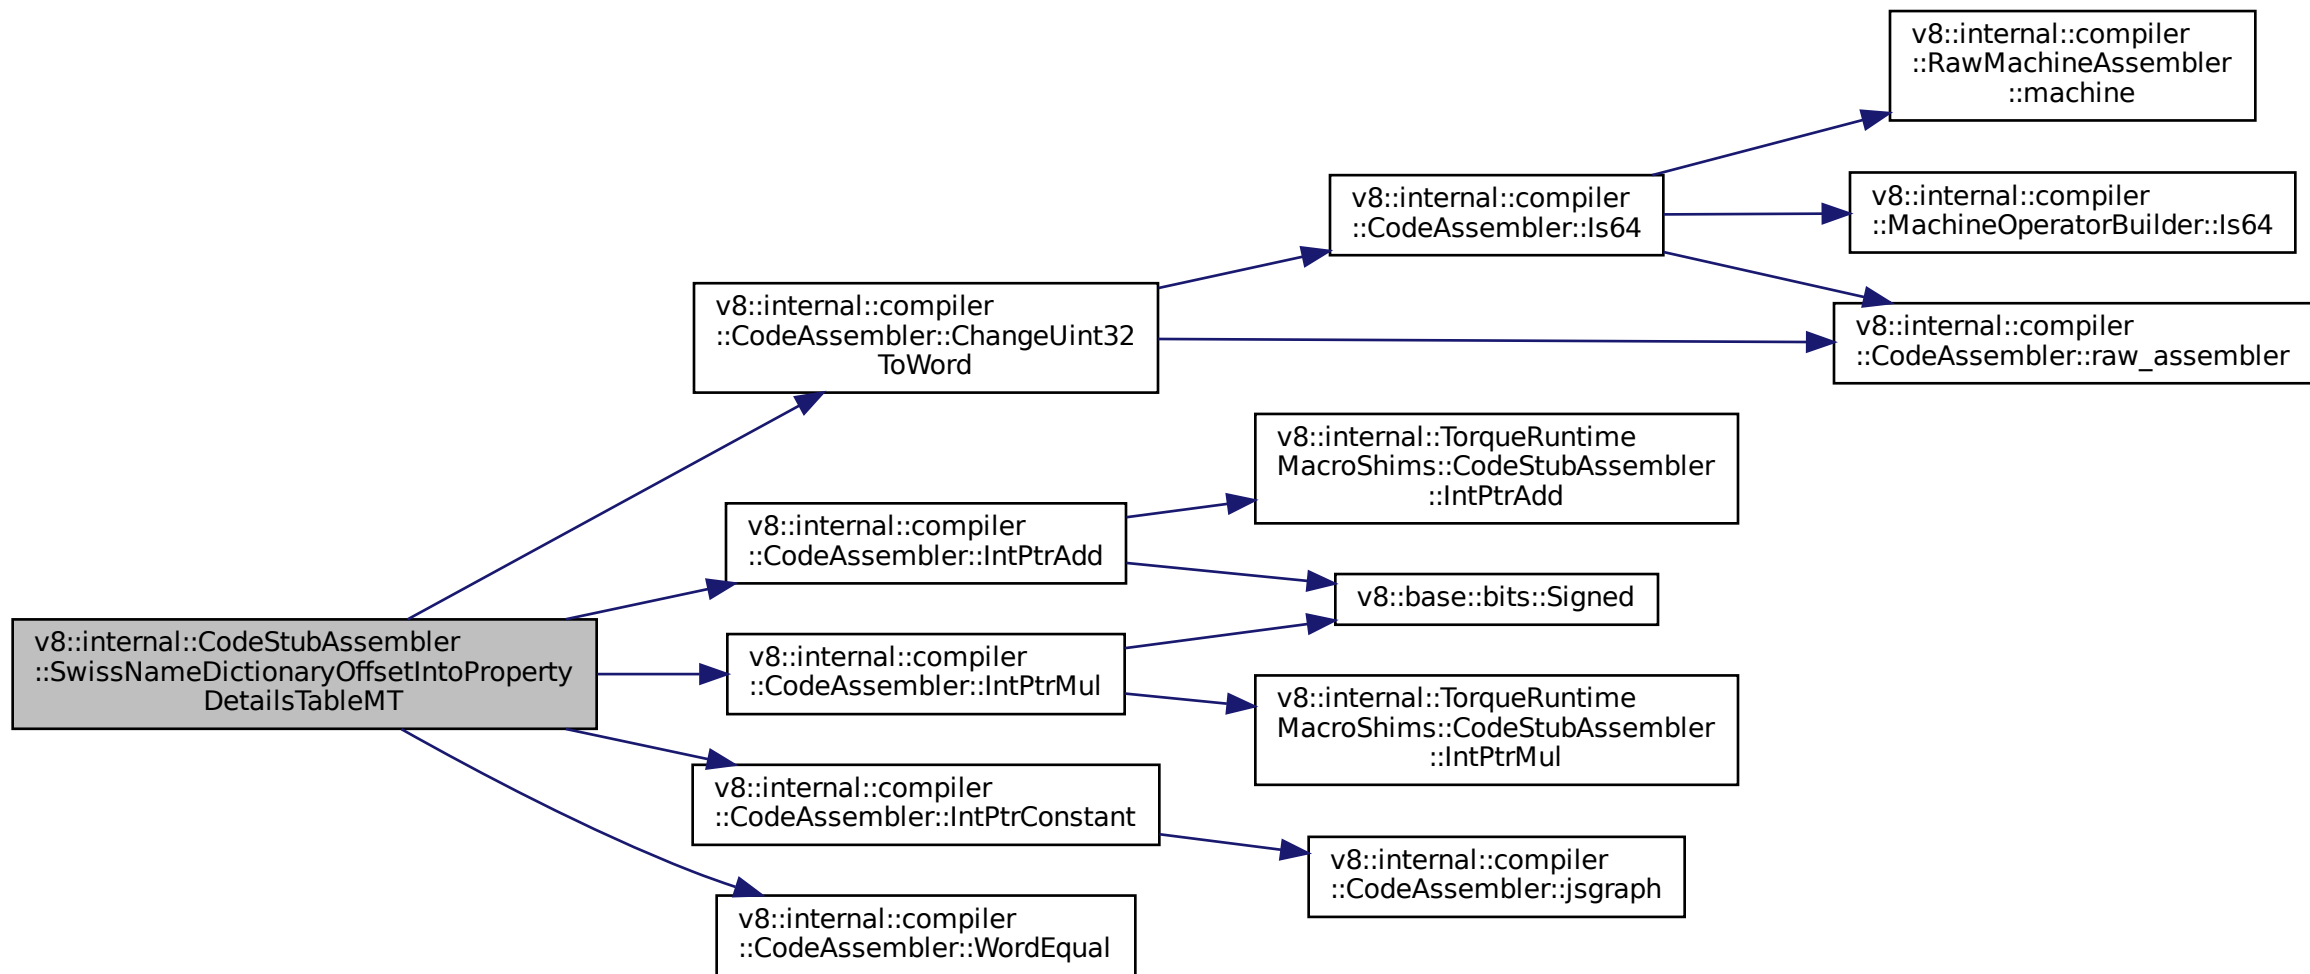 v8::internal::CodeStubAssembler
::SwissNameDictionaryOffsetIntoProperty
DetailsTableMT
v8::internal::compiler
::CodeAssembler::ChangeUint32
ToWord
v8::internal::compiler
::CodeAssembler::Is64
v8::internal::compiler
::RawMachineAssembler
::machine
v8::internal::compiler
::MachineOperatorBuilder::Is64
v8::internal::compiler
::CodeAssembler::raw_assembler
v8::internal::compiler
::CodeAssembler::IntPtrAdd
v8::internal::TorqueRuntime
MacroShims::CodeStubAssembler
::IntPtrAdd
v8::base::bits::Signed
v8::internal::compiler
::CodeAssembler::IntPtrMul
v8::internal::TorqueRuntime
MacroShims::CodeStubAssembler
::IntPtrMul
v8::internal::compiler
::CodeAssembler::IntPtrConstant
v8::internal::compiler
::CodeAssembler::jsgraph
v8::internal::compiler
::CodeAssembler::WordEqual